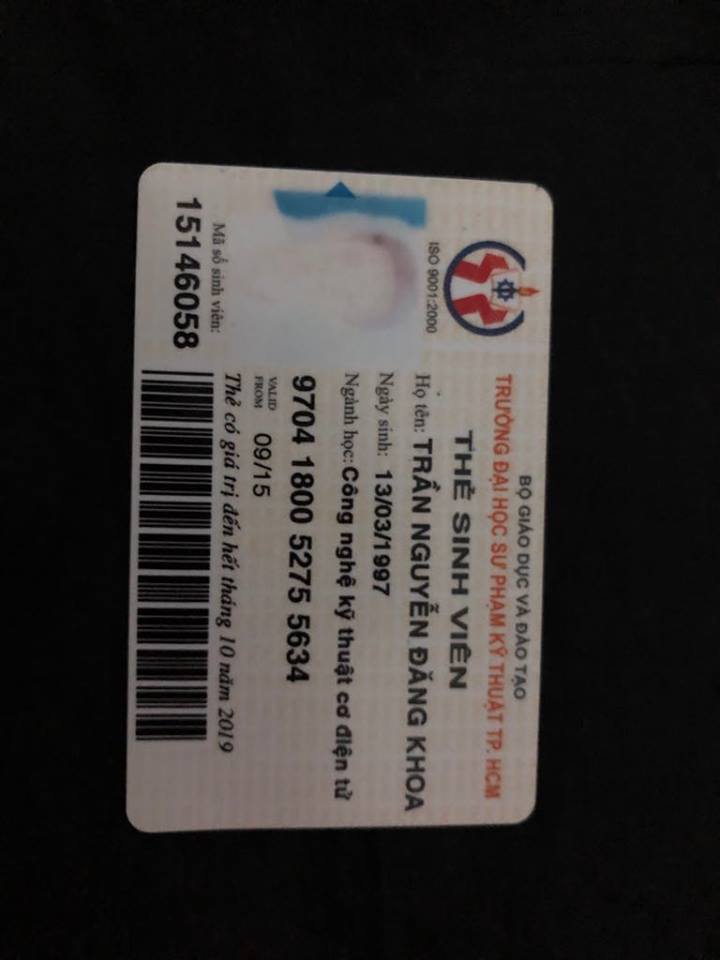 BỘ GIÁO DỤC VÀ ĐÀO TẠO
TRƯỜNG ĐẠI HỌC SƯ PHẠM KỸ THUẬT TP. HCM
THẺ SINH VIÊN
ISO 9001:2000
Họ tên: TRẦN NGUYỄN ĐĂNG KHOA
Ngày sinh: 13/03/1997
Ngành học: Công nghệ kỹ thuật cơ điện tử
9704 1800 5275 5634
VALID FROM 09/15
Mã số sinh viên:
15146058
Thẻ có giá trị đến hết tháng 10 năm 2019